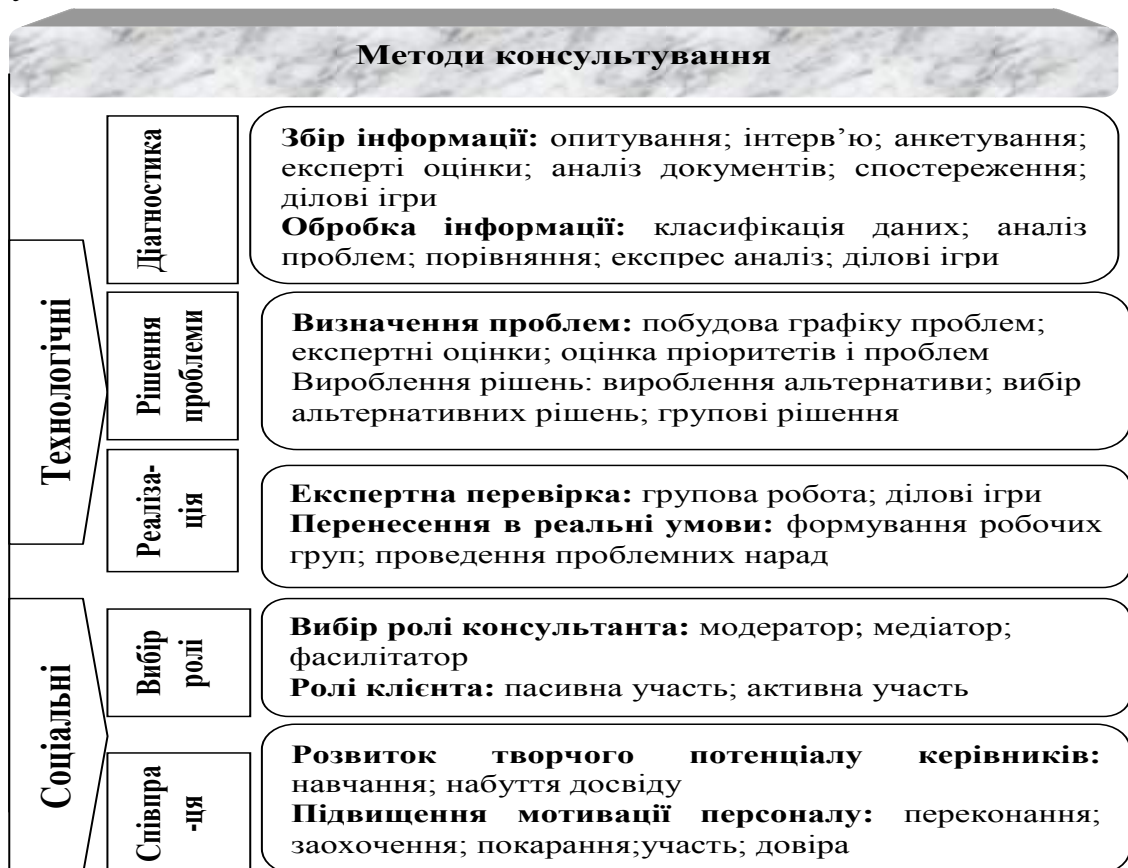 Методи консультування
Технологічні
Діагностика
Збір інформації: опитування; інтерв’ю; анкетування;
експерті оцінки; аналіз документів; спостереження;
ділові ігри
Обробка інформації: класифікація даних; аналіз
проблем; порівняння; експрес аналіз; ділові ігри
Рішення
проблеми
Визначення проблем: побудова графіку проблем;
експертні оцінки; оцінка пріоритетів і проблем
Вироблення рішень: вироблення альтернативи; вибір
альтернативних рішень; групові рішення
Реаліза-
ція
Експертна перевірка: групова робота; ділові ігри
Перенесення в реальні умови: формування робочих
груп; проведення проблемних нарад
Соціальні
Вибір
ролі
Вибір ролі консультанта: модератор; медіатор;
фасилітатор
Ролі клієнта: пасивна участь; активна участь
Співпра
-ця
Розвиток творчого потенціалу керівників:
навчання; набуття досвіду
Підвищення мотивації персоналу: переконання;
заохочення; покарання;участь; довіра